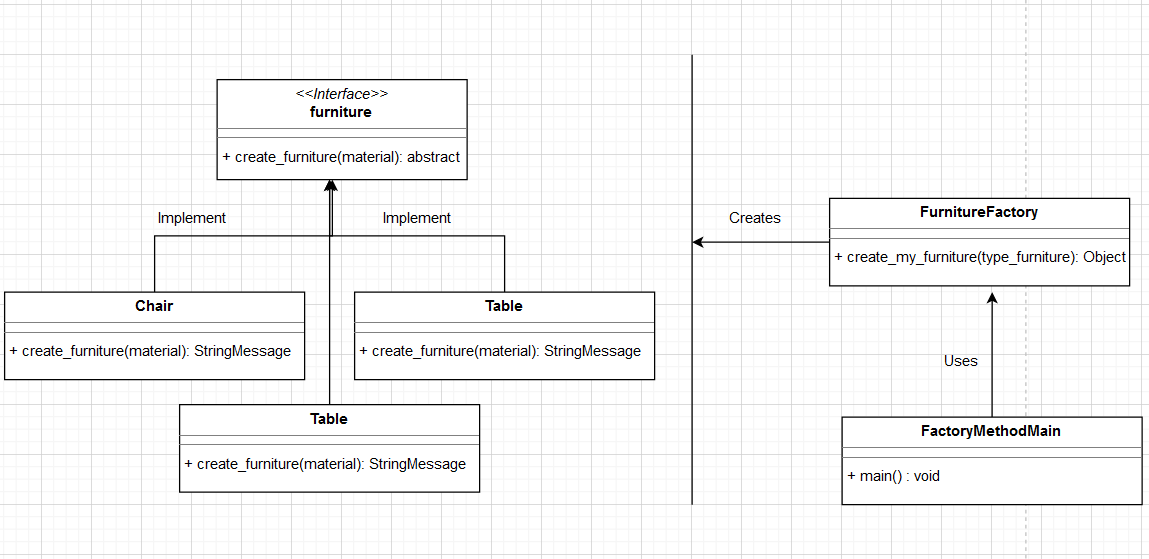 <<Interface>>
furniture
+ create_furniture(material): abstract
Implement
Implement
Chair
+ create_furniture(material): StringMessage
Table
+ create_furniture(material): StringMessage
Table
+ create_furniture(material): StringMessage
Creates
FurnitureFactory
+ create_my_furniture(type_furniture): Object
Uses
FactoryMethodMain
+ main() : void